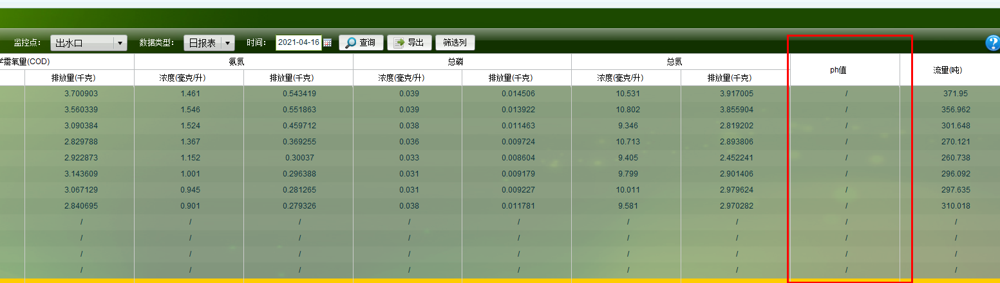 监控点： 出水口 数据类型： 日报表 时间： 2021-04-16 查询 导出 筛选列 ?
学需氧量(COD) 氨氮 总磷 总氮 ph值 流量(吨)
排放量(千克) 浓度(毫克/升) 排放量(千克) 浓度(毫克/升) 排放量(千克) 浓度(毫克/升) 排放量(千克)
3.700903 1.461 0.543419 0.039 0.014506 10.531 3.917005 / 371.95
3.560339 1.546 0.551863 0.039 0.013922 10.802 3.855904 / 356.962
3.090384 1.524 0.459712 0.038 0.011463 9.346 2.819202 / 301.648
2.829788 1.367 0.369255 0.036 0.009724 10.713 2.893806 / 270.121
2.922873 1.152 0.30037 0.033 0.008604 9.405 2.452241 / 260.738
3.143609 1.001 0.296388 0.031 0.009179 9.799 2.901406 / 296.092
3.067129 0.945 0.281265 0.031 0.009227 10.011 2.979624 / 297.635
2.840695 0.901 0.279326 0.038 0.011781 9.581 2.970282 / 310.018
/ / / / / / / / /
/ / / / / / / / /
/ / / / / / / / /
/ / / / / / / / /